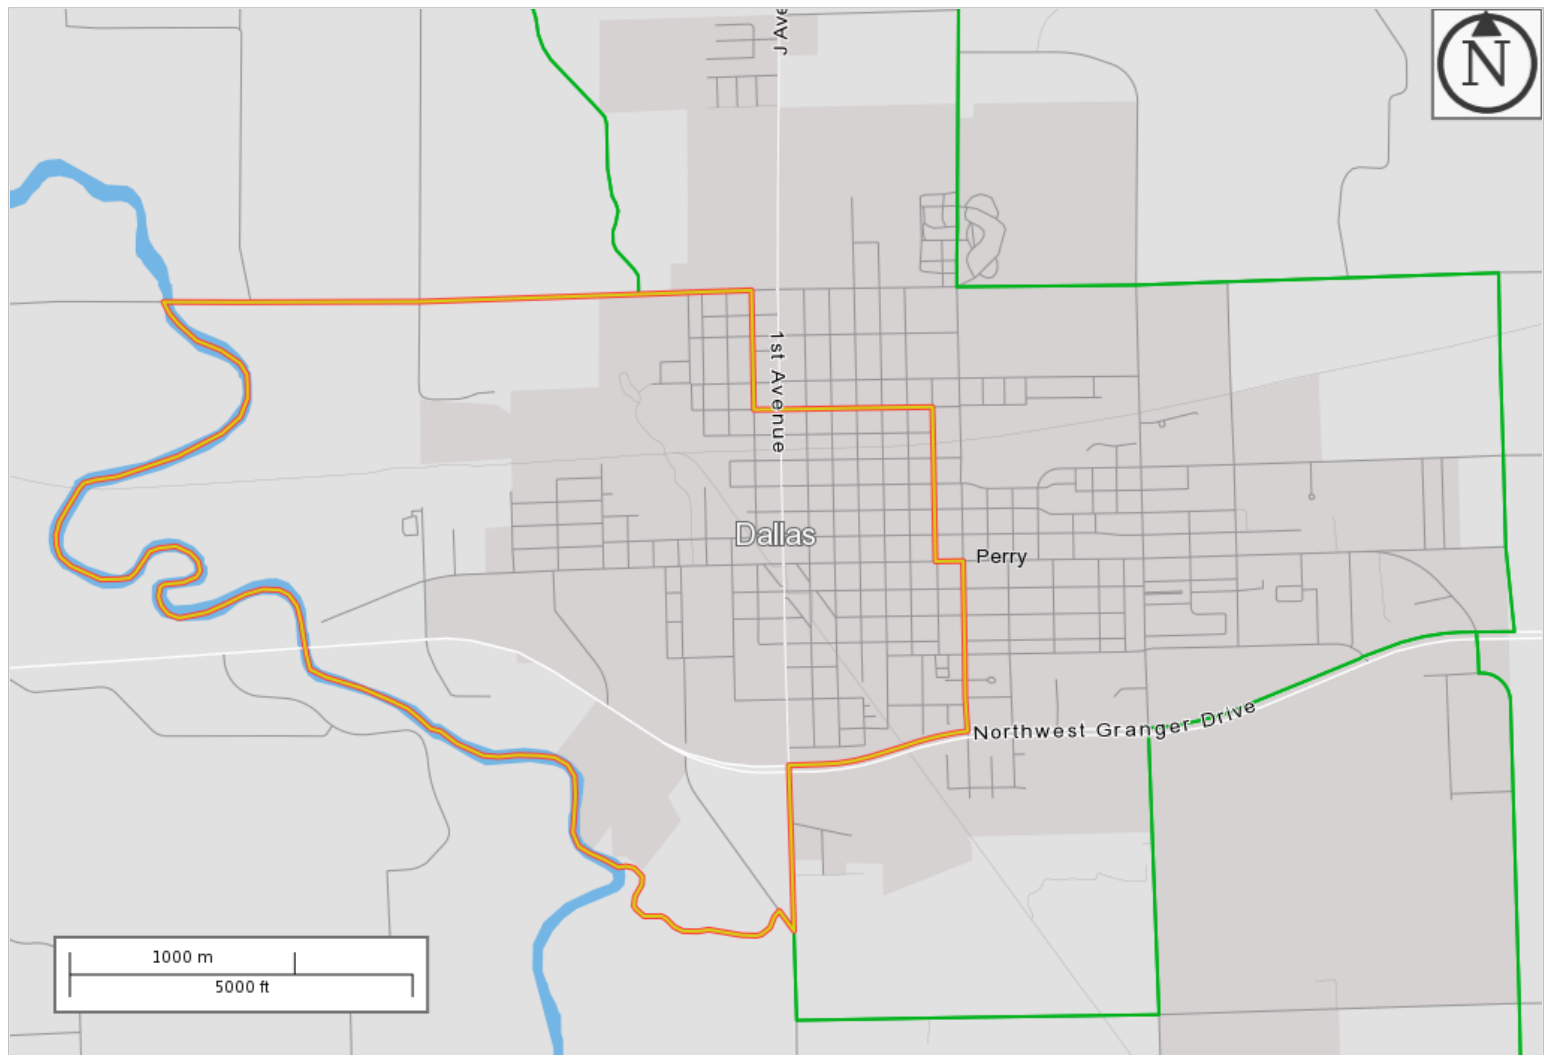 J Ave
N
1st Avenue
Dallas
Perry
Northwest Granger Drive
1000 m
5000 ft